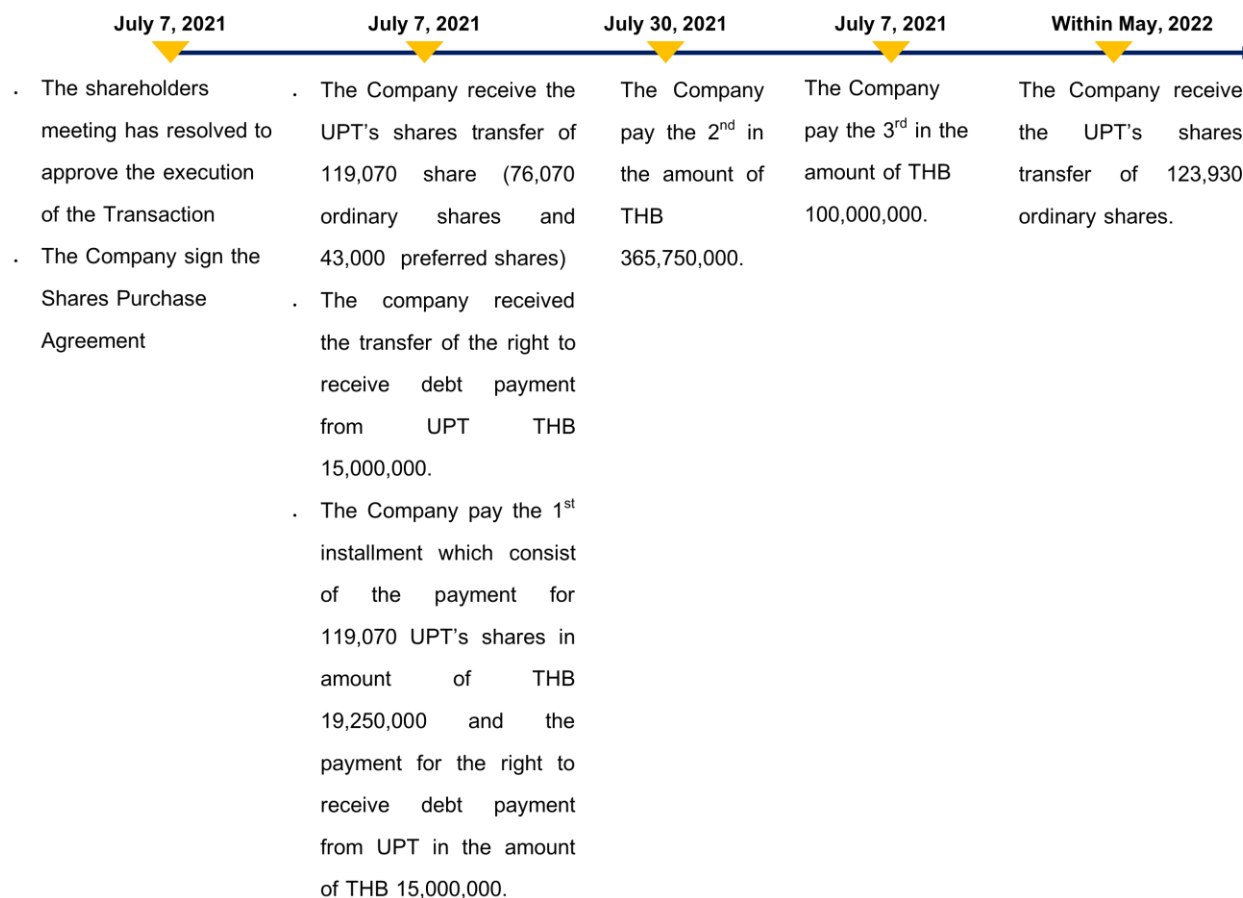 July 7, 2021
July 7, 2021
July 30, 2021
July 7, 2021
Within May, 2022
. The shareholders
meeting has resolved to
approve the execution
of the Transaction
. The Company sign the
Shares Purchase
Agreement
. The Company receive the
UPT’s shares transfer of
119,070 share (76,070
ordinary shares and
43,000 preferred shares)
. The company received
the transfer of the right to
receive debt payment
from UPT THB
15,000,000.
. The Company pay the 1st
installment which consist
of the payment for
119,070 UPT’s shares in
amount of THB
19,250,000 and the
payment for the right to
receive debt payment
from UPT in the amount
of THB 15,000,000.
The Company
pay the 2nd in
the amount of
THB
365,750,000.
The Company
pay the 3rd in the
amount of THB
100,000,000.
The Company receive
the UPT’s shares
transfer of 123,930
ordinary shares.